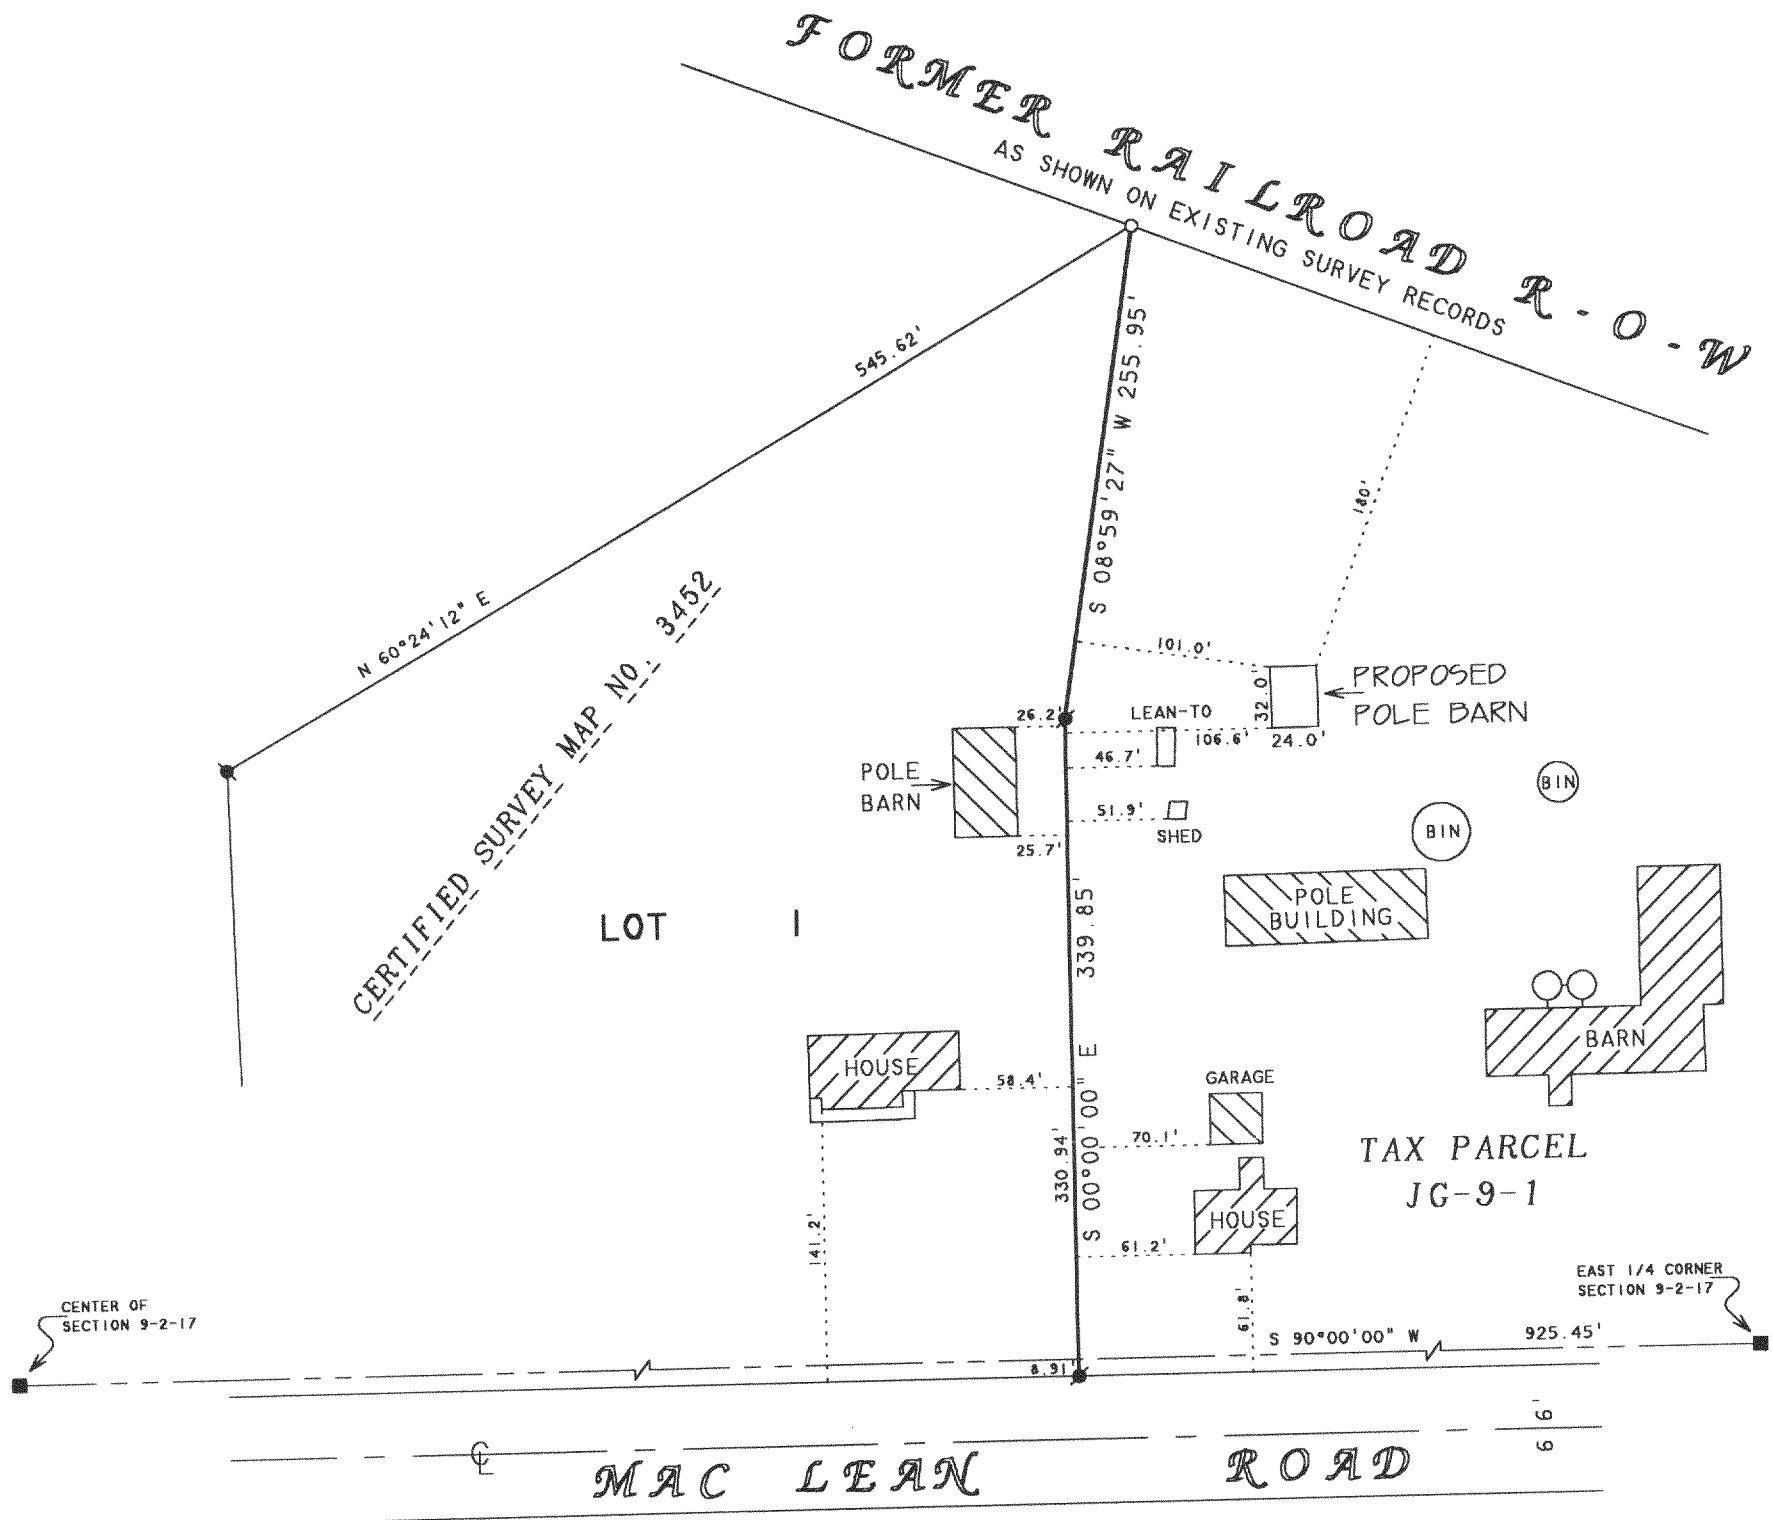 FORMER RAILROAD R-O-W
AS SHOWN ON EXISTING SURVEY RECORDS
545.62'
N 60°24'12" E
S 08°59'27" W 255.95'
180'
CERTIFIED SURVEY MAP NO. 3452
101.0'
PROPOSED
POLE BARN
32.0'
24.0'
26.2'
LEAN-TO
106.6'
46.7'
POLE
BARN
BIN
BIN
51.9'
SHED
25.7'
POLE
BUILDING
339.85'
LOT 1
S 00°00'00" E
330.94'
HOUSE
58.4'
BARN
GARAGE
70.1'
TAX PARCEL
JG-9-1
HOUSE
61.2'
141.2'
61.8'
CENTER OF
SECTION 9-2-17
EAST 1/4 CORNER
SECTION 9-2-17
S 90°00'00" W 925.45'
8.91'
66'
CL
MAC LEAN ROAD